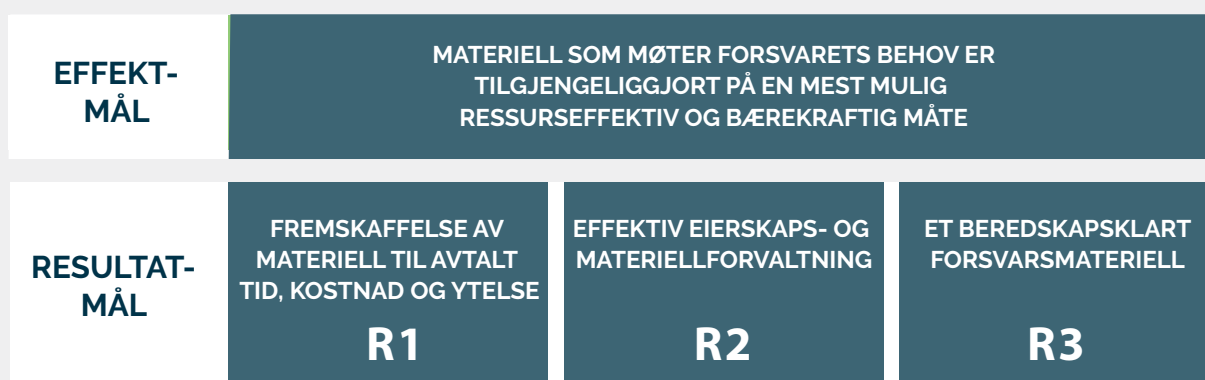 EFFEKT-
MÅL
MATERIELL SOM MØTER FORSVARETS BEHOV ER
TILGJENGELIGGJORT PÅ EN MEST MULIG
RESSURSEFFEKTIV OG BÆREKRAFTIG MÅTE
RESULTAT-
MÅL
FREMSKAFFELSE AV
MATERIELL TIL AVTALT
TID, KOSTNAD OG YTELSE
R1
EFFEKTIV EIERSKAPS- OG
MATERIELLFORVALTNING
R2
ET BEREDSKAPSKLART
FORSVARSMATERIELL
R3